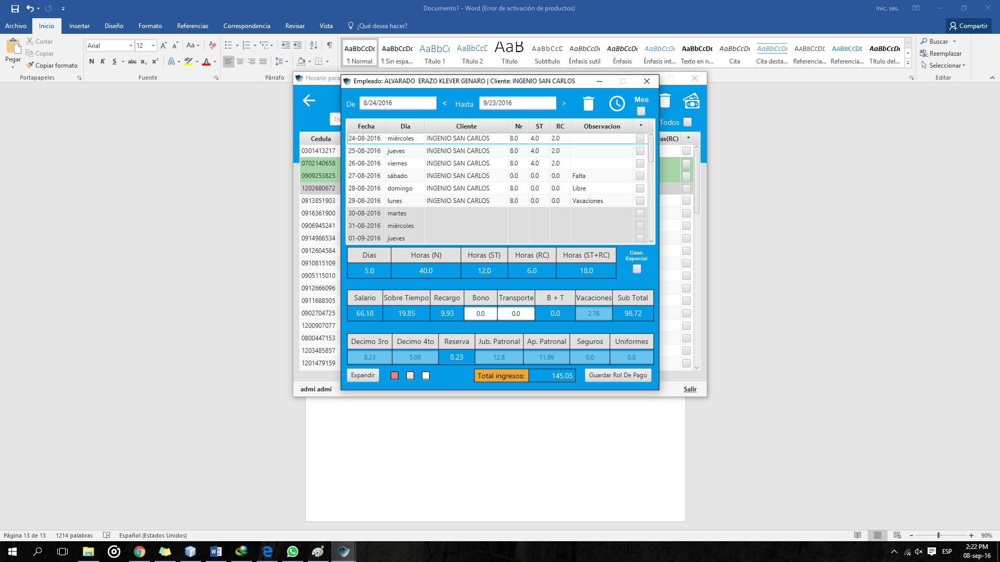 Documento1 - Word (Error de activación de productos)
Inic. ses.
Archivo Inicio Insertar Diseño Formato Referencias Correspondencia Revisar Vista ¿Qué desea hacer? Compartir
Pegar
Cortar
Copiar
Copiar formato
Portapapeles
Arial 12
N K S abc x₂ x²
Fuente
Párrafo
AaBbCcDc AaBbCcDc AaBbCc AaBbCcD AaB AaBbCcD AaBbCcDc AaBbCcDc AaBbCcDc AaBbCcDc AaBbCcDc AaBbCcDc AABBCCDE AABBCCDE AaBbCcDc
¶ Normal ¶ Sin espa... Título 1 Título 2 Título Subtítulo Énfasis sutil Énfasis Énfasis int... Texto en n... Cita Cita desta... Referencia... Referencia... Título del...
Buscar
Reemplazar
Seleccionar
Editar
Horario para
Todos
Cedula
as(RC) *
0301413217
0702140658
0909253825
1202680672
0913851903
0916361900
0906945241
0914986534
0912604584
0910815109
0905115010
0912666096
0911688505
0902704725
1200907077
0800447153
1203485857
1201479159
admi admi
Salir
Empleado: ALVARADO ERAZO KLEVER GENARO | Cliente: INGENIO SAN CARLOS
De 8/24/2016 < Hasta 9/23/2016 > Mes
Fecha Dia Cliente Nr ST RC Observacion *
24-08-2016 miércoles INGENIO SAN CARLOS 8.0 4.0 2.0
25-08-2016 jueves INGENIO SAN CARLOS 8.0 4.0 2.0
26-08-2016 viernes INGENIO SAN CARLOS 8.0 4.0 2.0
27-08-2016 sábado INGENIO SAN CARLOS 0.0 0.0 0.0 Falta
28-08-2016 domingo INGENIO SAN CARLOS 8.0 0.0 0.0 Libre
29-08-2016 lunes INGENIO SAN CARLOS 8.0 0.0 0.0 Vacaciones
30-08-2016 martes
31-08-2016 miércoles
01-09-2016 jueves
Dias Horas (N) Horas (ST) Horas (RC) Horas (ST+RC)
5.0 40.0 12.0 6.0 18.0
Caso
Especial
Salario Sobre Tiempo Recargo Bono Transporte B + T Vacaciones Sub Total
66.18 19.85 9.93 0.0 0.0 0.0 2.76 98.72
Decimo 3ro Decimo 4to Reserva Jub. Patronal Ap. Patronal Seguros Uniformes
8.23 5.08 8.23 12.8 11.99 0.0 0.0
Expandir
Total ingresos: 145.05
Guardar Rol De Pago
Página 13 de 13 1214 palabras Español (Estados Unidos)
90%
ESP
2:22 PM
08-sep-16